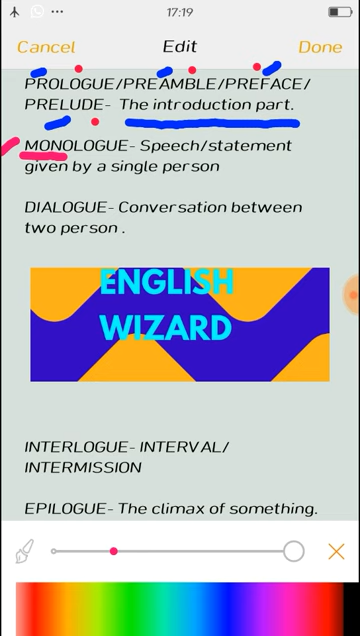 17:19
Cancel Edit Done
PROLOGUE/PREAMBLE/PREFACE/
PRELUDE- The introduction part.
MONOLOGUE- Speech/statement
given by a single person
DIALOGUE- Conversation between
two person .
ENGLISH
WIZARD
INTERLOGUE- INTERVAL/
INTERMISSION
EPILOGUE- The climax of something.